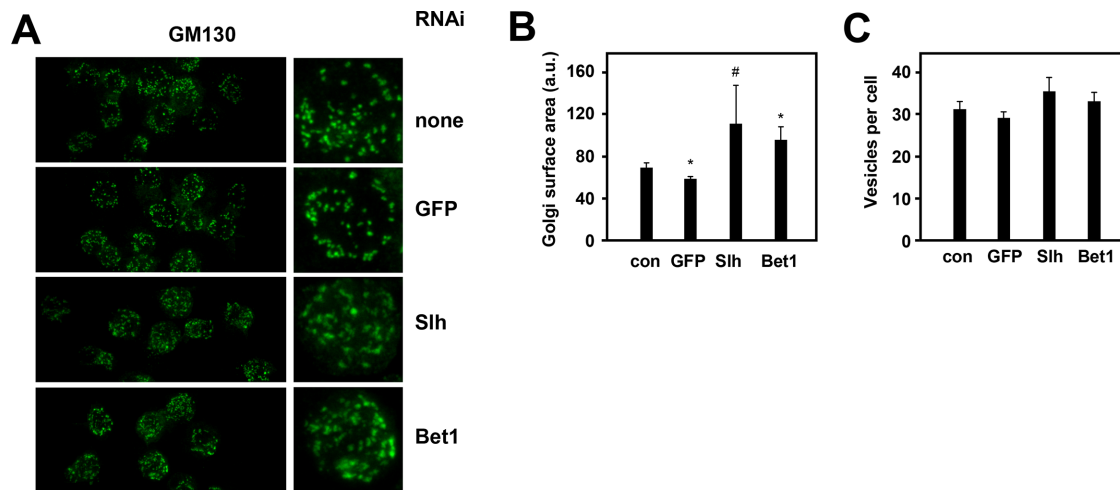 A
GM130
RNAi
none
GFP
Slh
Bet1
B
Golgi surface area (a.u.)
160
120
80
40
0
*
#
*
con GFP Slh Bet1
C
Vesicles per cell
40
30
20
10
0
con GFP Slh Bet1